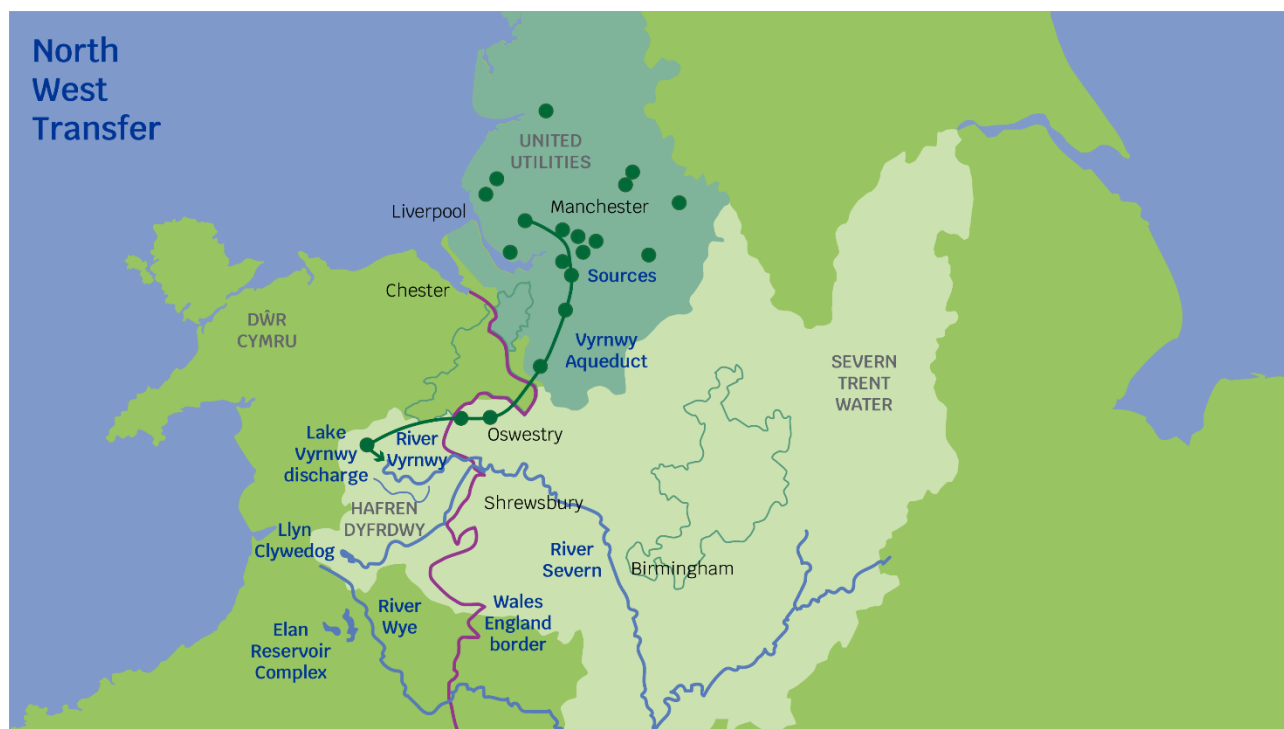 North
West
Transfer
UNITED
UTILITIES
Liverpool
Manchester
Sources
Chester
DŴR
CYMRU
Vyrnwy
Aqueduct
SEVERN
TRENT
WATER
Lake
Vyrnwy
discharge
River
Vyrnwy
Oswestry
HAFREN
DYFRDWY
Shrewsbury
Llyn
Clywedog
River
Severn
Birmingham
River
Wye
Wales
England
border
Elan
Reservoir
Complex